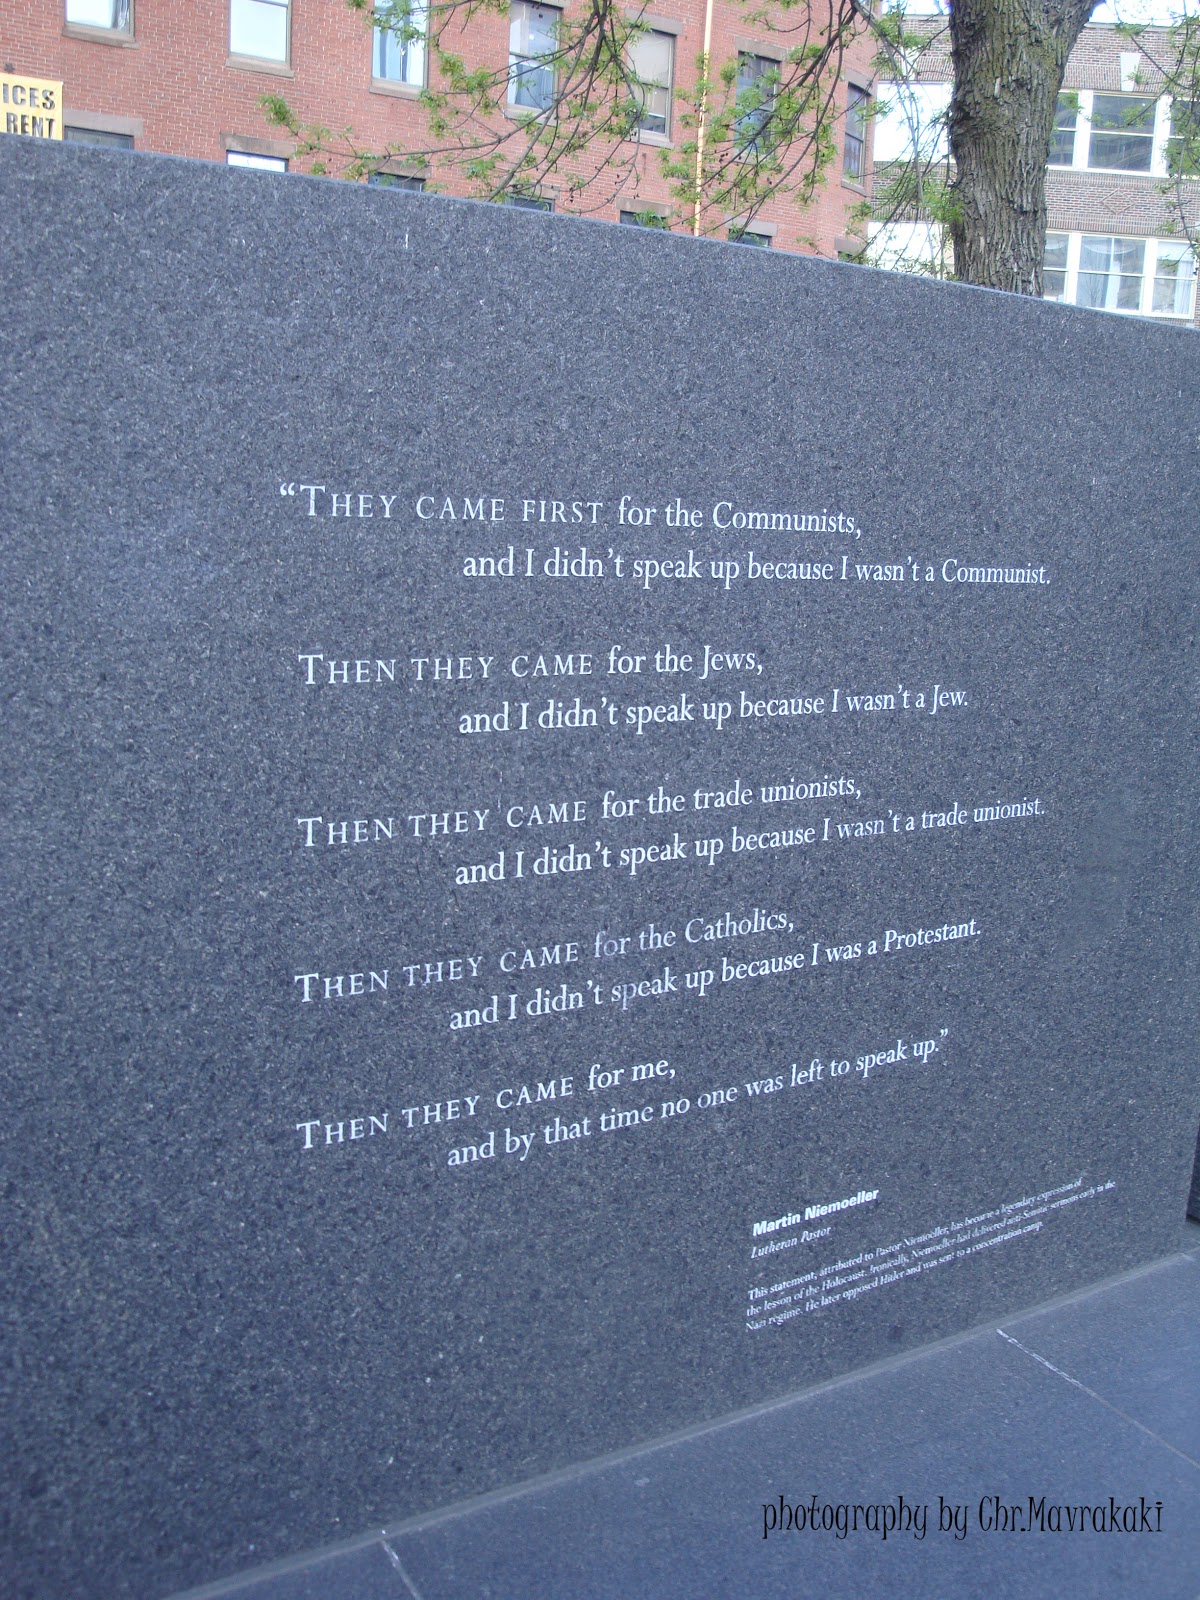 ICES
RENT
“THEY CAME FIRST for the Communists,
and I didn’t speak up because I wasn’t a Communist.
THEN THEY CAME for the Jews,
and I didn’t speak up because I wasn’t a Jew.
THEN THEY CAME for the trade unionists,
and I didn’t speak up because I wasn’t a trade unionist.
THEN THEY CAME for the Catholics,
and I didn’t speak up because I was a Protestant.
THEN THEY CAME for me,
and by that time no one was left to speak up.”
Martin Niemoeller
Lutheran Pastor
This statement, attributed to Pastor Niemoeller, has become a legendary expression of
the lesson of the Holocaust. Ironically, Niemoeller had delivered anti-Semitic sermons early in the
Nazi regime. He later opposed Hitler and was sent to a concentration camp.
photography by Chr.Mavrakaki